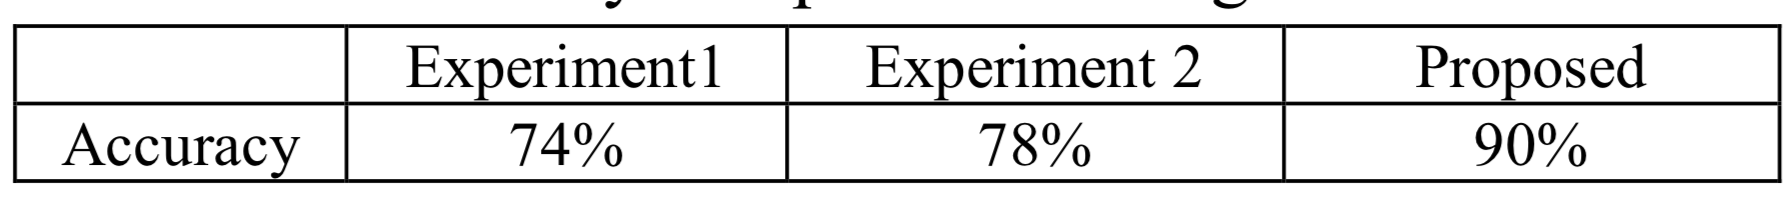 Experiment1 Experiment 2 Proposed
Accuracy 74% 78% 90%